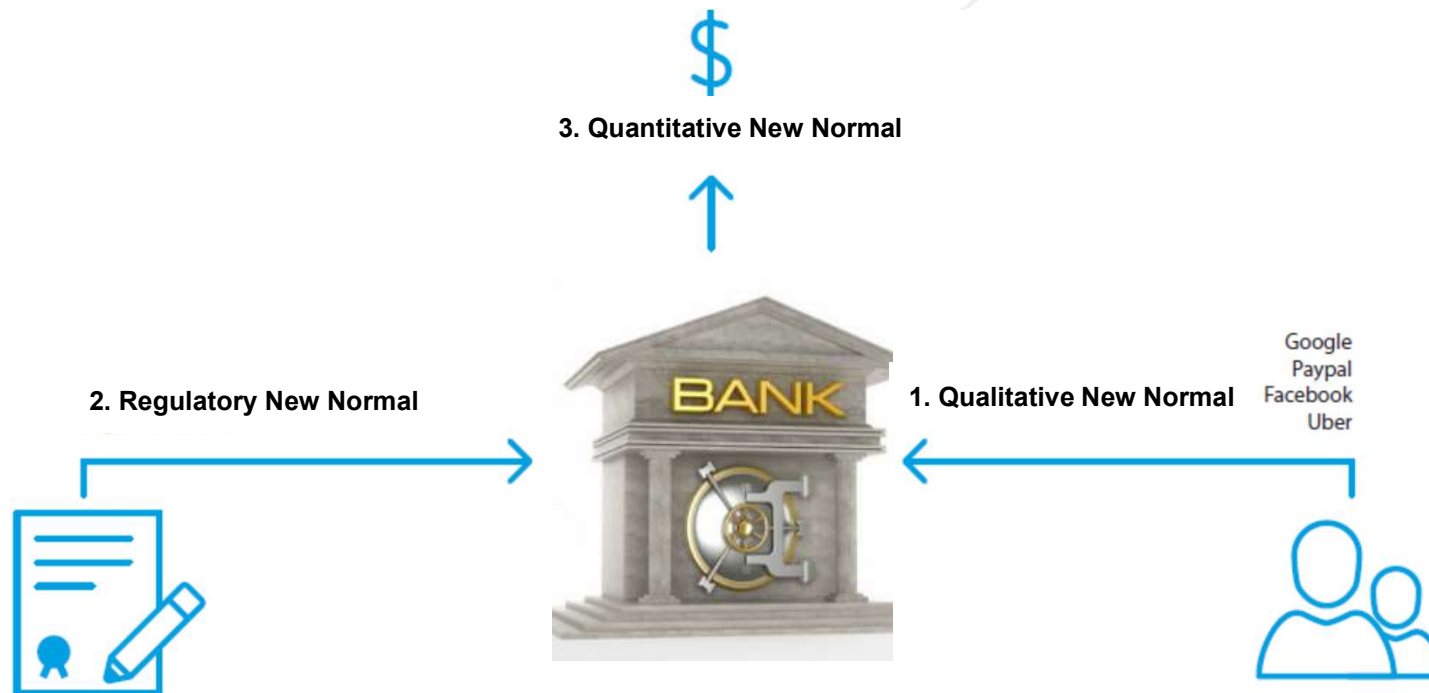 $
3. Quantitative New Normal
Google
Paypal
Facebook
Uber
2. Regulatory New Normal
BANK
1. Qualitative New Normal